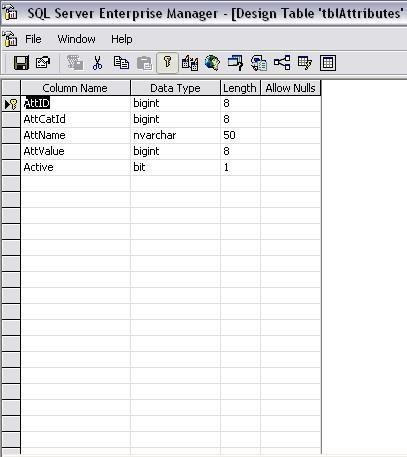 SQL Server Enterprise Manager - [Design Table 'tblAttributes'
File Window Help
Column Name Data Type Length Allow Nulls
AttID bigint 8
AttCatId bigint 8
AttName nvarchar 50
AttValue bigint 8
Active bit 1